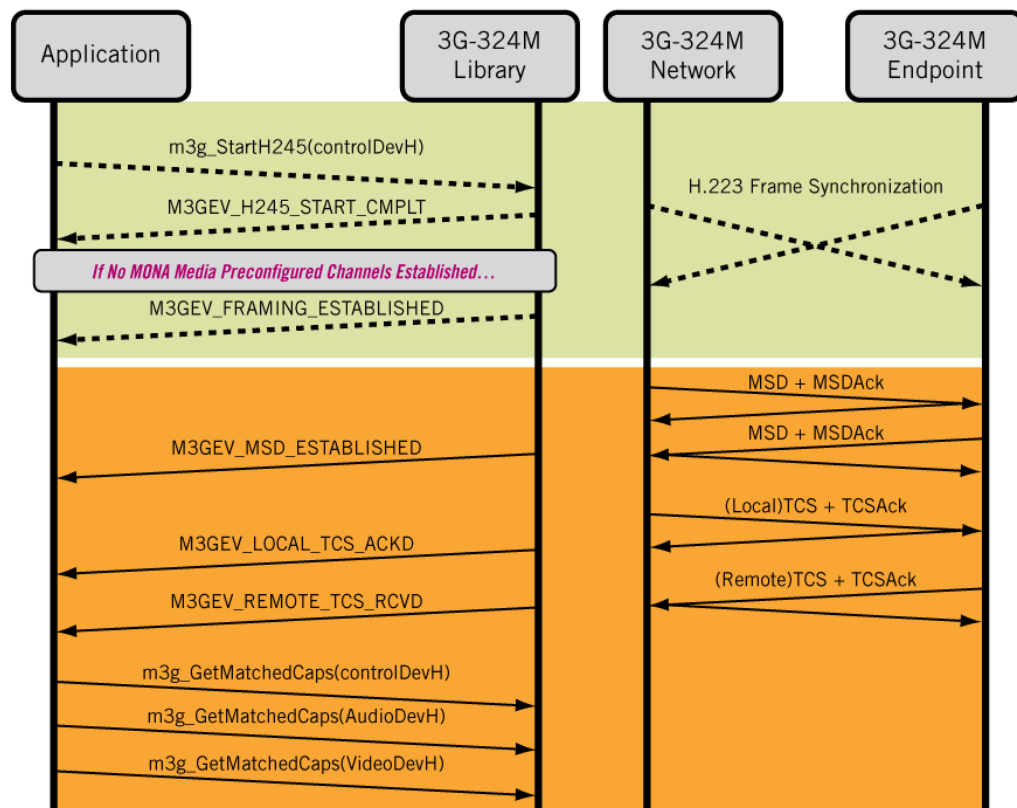 Application
3G-324M
Library
3G-324M
Network
3G-324M
Endpoint
m3g_StartH245(controlDevH)
H.223 Frame Synchronization
M3GEV_H245_START_CMPLT
If No MONA Media Preconfigured Channels Established...
M3GEV_FRAMING_ESTABLISHED
MSD + MSDAck
MSD + MSDAck
M3GEV_MSD_ESTABLISHED
(Local)TCS + TCSAck
M3GEV_LOCAL_TCS_ACKD
(Remote)TCS + TCSAck
M3GEV_REMOTE_TCS_RCVD
m3g_GetMatchedCaps(controlDevH)
m3g_GetMatchedCaps(AudioDevH)
m3g_GetMatchedCaps(VideoDevH)